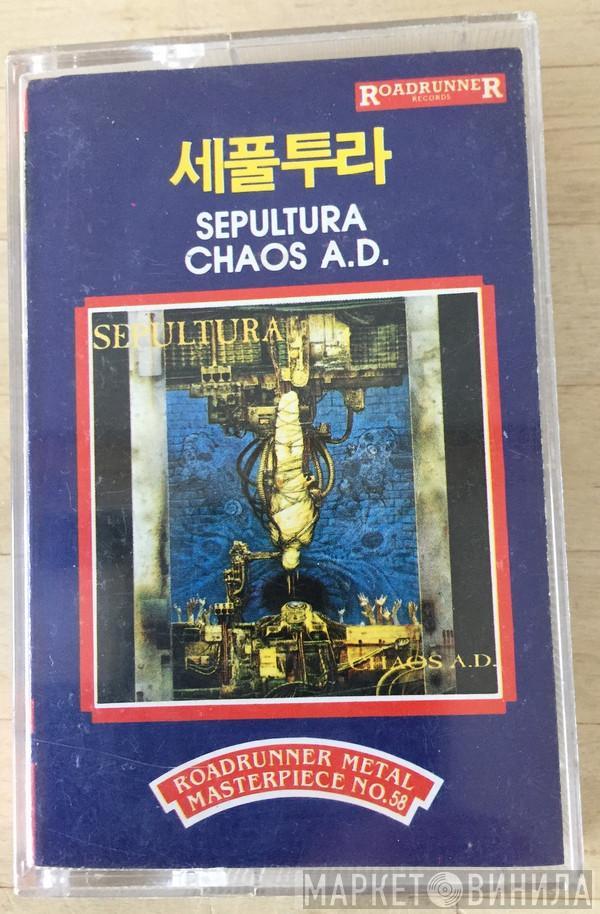 ROADRUNNER
RECORDS
세풀투라
SEPULTURA
CHAOS A.D.
SEPULTURA
CHAOS A.D.
ROADRUNNER METAL
MASTERPIECE NO.58
МАРКЕТ ВИНИЛА